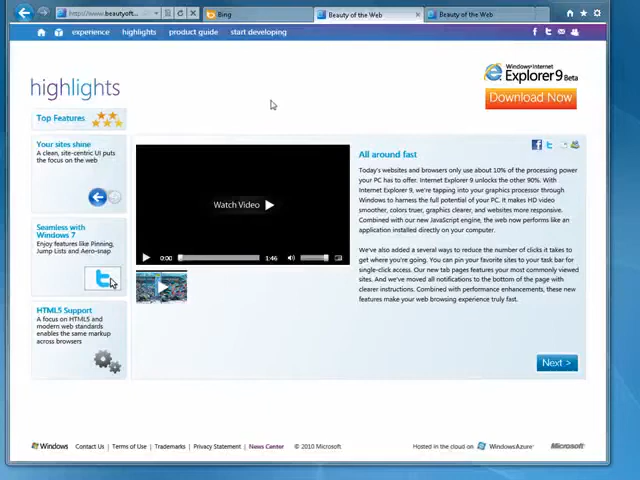 http://www.beautyoft...
Bing
Beauty of the Web
Beauty of the Web
experience
highlights
product guide
start developing
highlights
Windows Internet
Explorer 9 Beta
Download Now
Top Features
Your sites shine
A clean, site-centric UI puts
the focus on the web
Seamless with
Windows 7
Enjoy features like Pinning,
Jump Lists and Aero-snap
HTML5 Support
A focus on HTML5 and
modern web standards
enables the same markup
across browsers
Watch Video
0:00
1:46
All around fast
Today's websites and browsers only use about 10% of the processing power
your PC has to offer. Internet Explorer 9 unlocks the other 90%. With
Internet Explorer 9, we're tapping into your graphics processor through
Windows to harness the full potential of your PC. It makes HD video
smoother, colors truer, graphics clearer, and websites more responsive.
Combined with our new JavaScript engine, the web now performs like an
application installed directly on your computer.
We've also added a several ways to reduce the number of clicks it takes to
get where you're going. You can pin your favorite sites to your task bar for
single-click access. Our new tab pages features your most commonly viewed
sites. And we've moved all notifications to the bottom of the page with
clearer instructions. Combined with performance enhancements, these new
features make your web browsing experience truly fast.
Next >
Windows
Contact Us
Terms of Use
Trademarks
Privacy Statement
News Center
© 2010 Microsoft
Hosted in the cloud on
Windows Azure
Microsoft